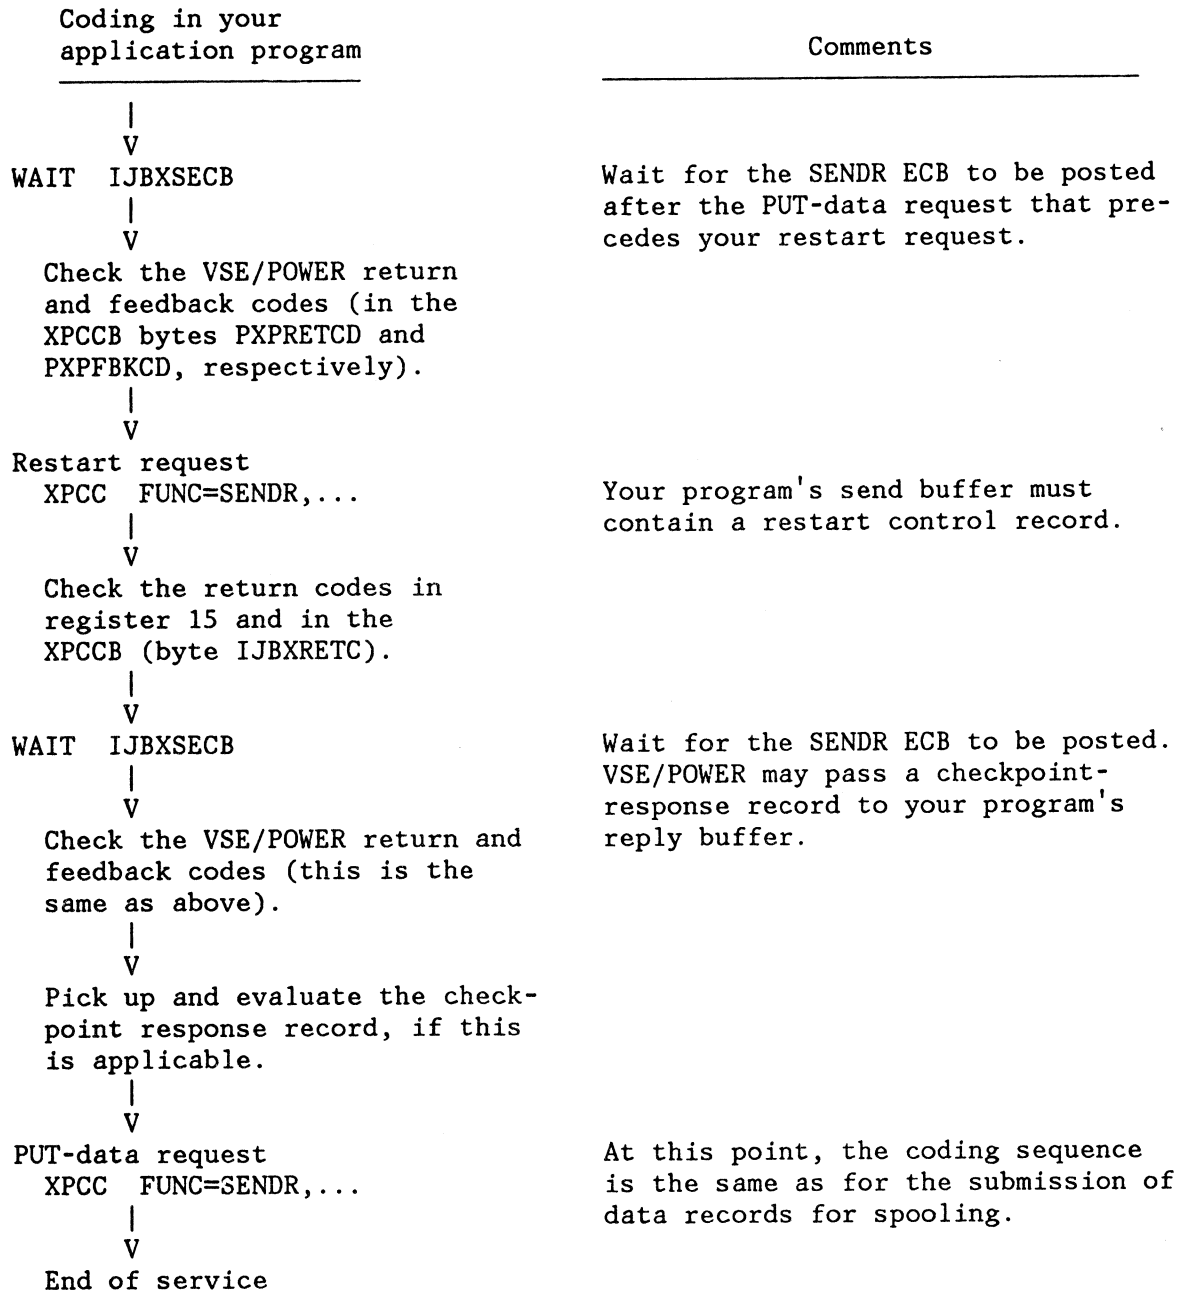 Coding in your
application program
Comments
|
V
WAIT IJBXSECB
Wait for the SENDR ECB to be posted
after the PUT-data request that pre-
cedes your restart request.
|
V
Check the VSE/POWER return
and feedback codes (in the
XPCCB bytes PXPRETCD and
PXPFBKCD, respectively).
|
V
Restart request
XPCC FUNC=SENDR,...
Your program's send buffer must
contain a restart control record.
|
V
Check the return codes in
register 15 and in the
XPCCB (byte IJBXRETC).
|
V
WAIT IJBXSECB
Wait for the SENDR ECB to be posted.
VSE/POWER may pass a checkpoint-
response record to your program's
reply buffer.
|
V
Check the VSE/POWER return and
feedback codes (this is the
same as above).
|
V
Pick up and evaluate the check-
point response record, if this
is applicable.
|
V
PUT-data request
XPCC FUNC=SENDR,...
At this point, the coding sequence
is the same as for the submission of
data records for spooling.
|
V
End of service